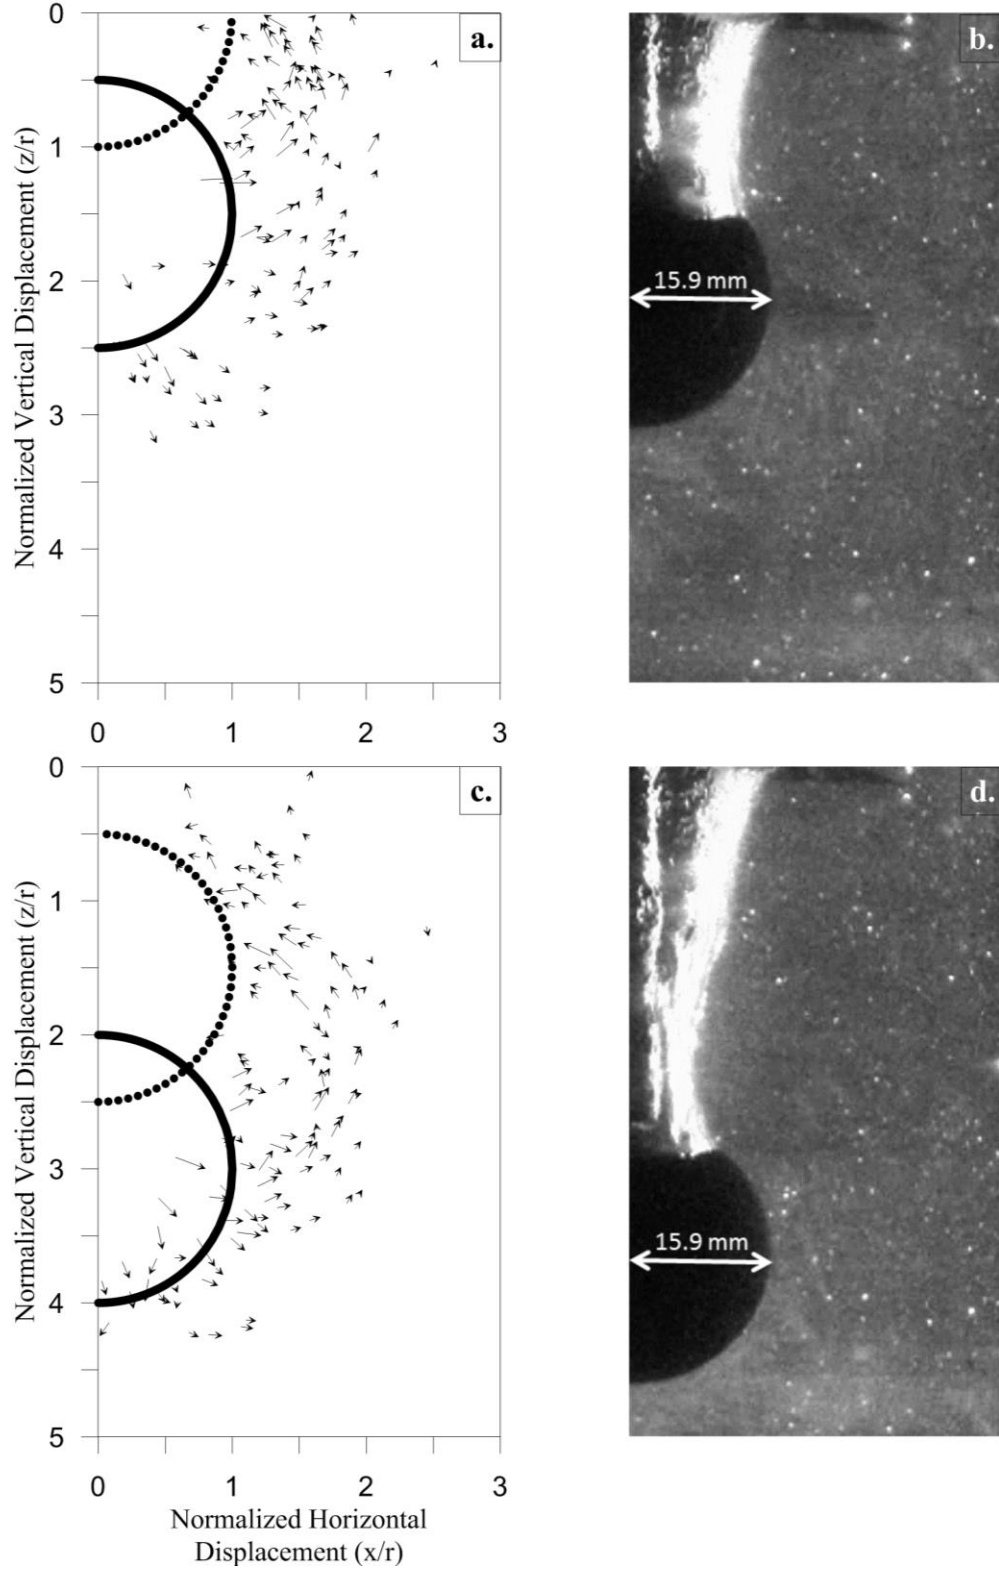 0
1
2
3
4
5
Normalized Vertical Displacement (z/r)
a.
0
1
2
3
b.
15.9 mm
0
1
2
3
4
5
Normalized Vertical Displacement (z/r)
c.
0
1
2
3
Normalized Horizontal
Displacement (x/r)
d.
15.9 mm